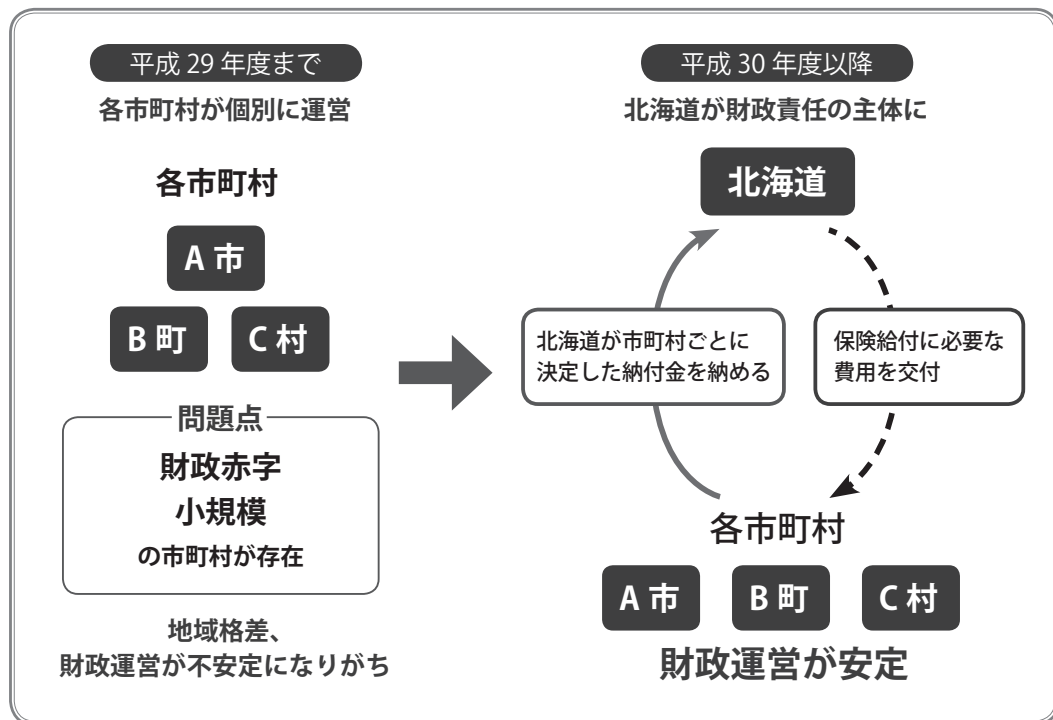 平成 29 年度まで
各市町村が個別に運営
各市町村
A 市
B 町
C 村
問題点
財政赤字
小規模
の市町村が存在
地域格差、
財政運営が不安定になりがち
平成 30 年度以降
北海道が財政責任の主体に
北海道
北海道が市町村ごとに
決定した納付金を納める
保険給付に必要な
費用を交付
各市町村
A 市
B 町
C 村
財政運営が安定